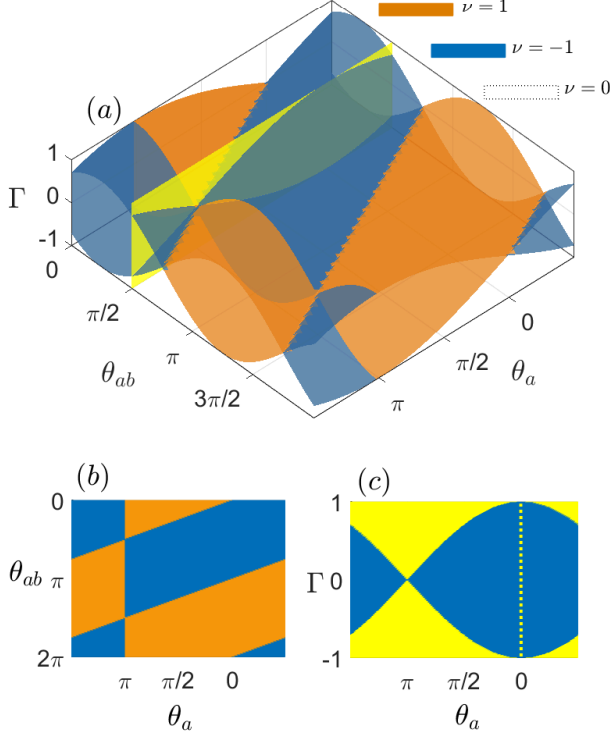 ν = 1
ν = −1
ν = 0
(a)
Γ
1
0
-1
0
π/2
π
3π/2
θab
π
π/2
0
θa
(b)
0
θab π
2π
π π/2 0
θa
(c)
1
Γ 0
-1
π π/2 0
θa